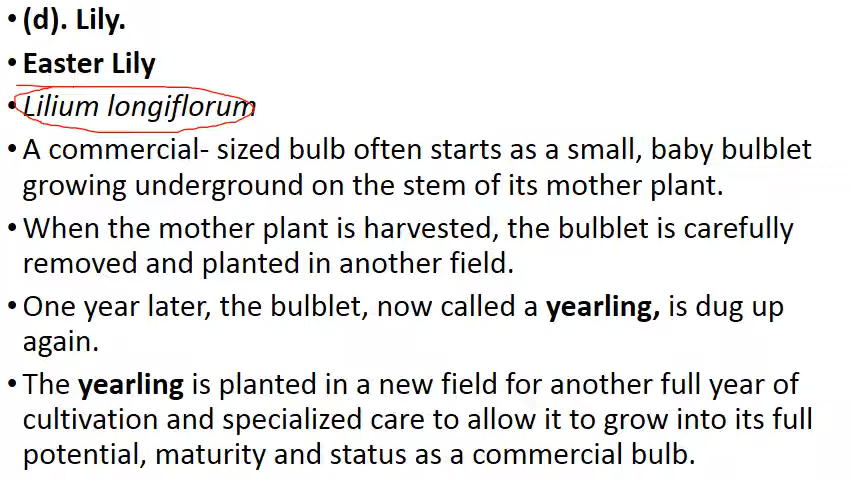 • (d). Lily.
• Easter Lily
• Lilium longiflorum
• A commercial- sized bulb often starts as a small, baby bulblet
growing underground on the stem of its mother plant.
• When the mother plant is harvested, the bulblet is carefully
removed and planted in another field.
• One year later, the bulblet, now called a yearling, is dug up
again.
• The yearling is planted in a new field for another full year of
cultivation and specialized care to allow it to grow into its full
potential, maturity and status as a commercial bulb.